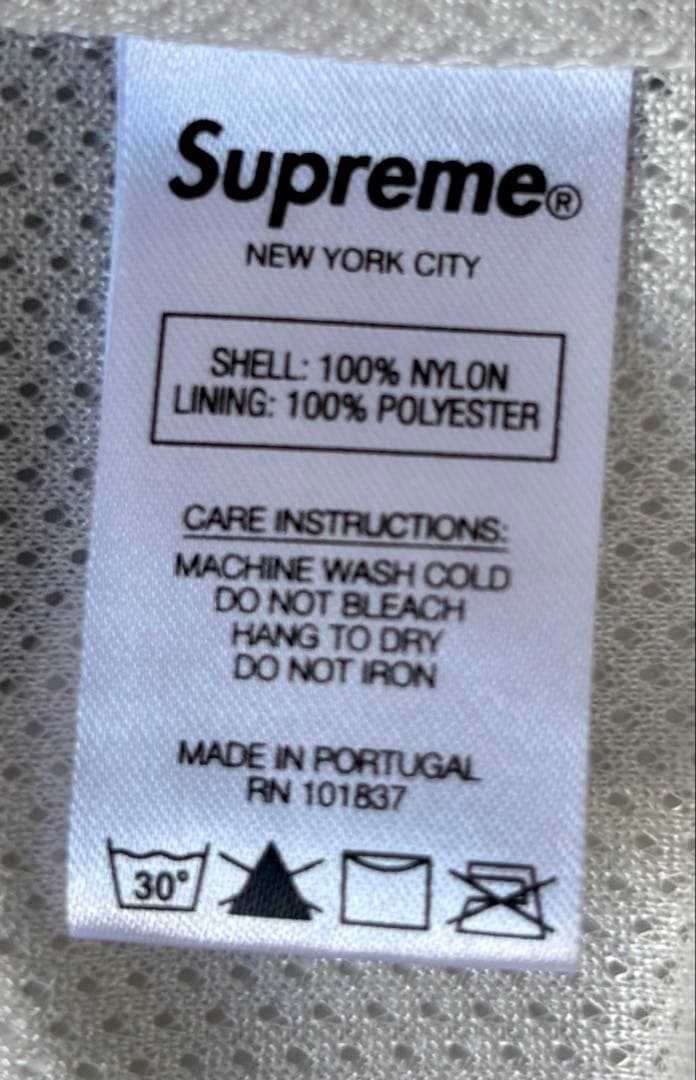 Supreme®
NEW YORK CITY
SHELL: 100% NYLON
LINING: 100% POLYESTER
CARE INSTRUCTIONS:
MACHINE WASH COLD
DO NOT BLEACH
HANG TO DRY
DO NOT IRON
MADE IN PORTUGAL
RN 101837
30°